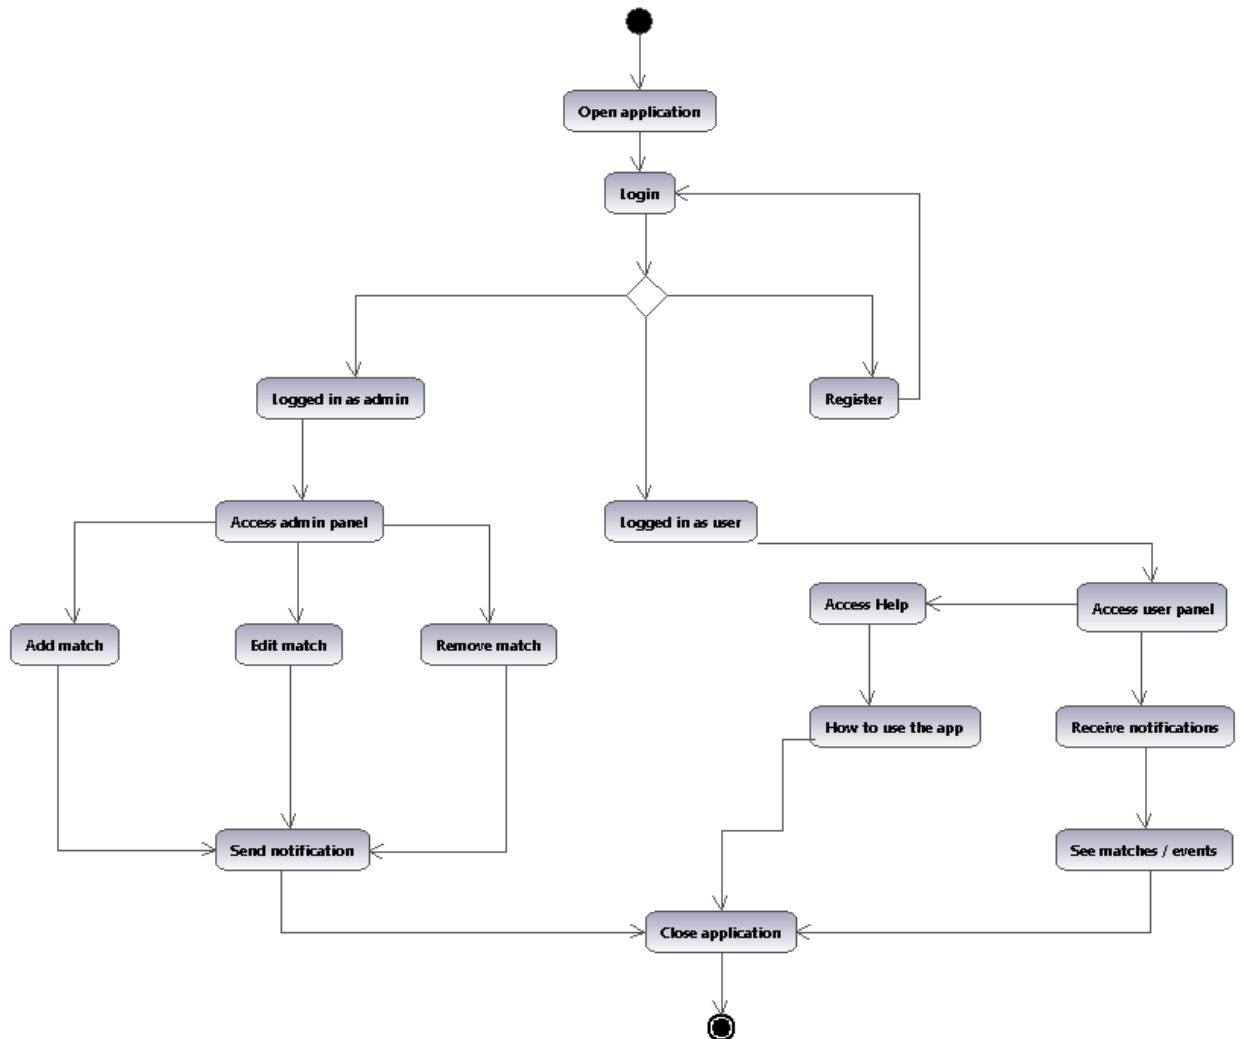 Open application
Login
Logged in as admin
Register
Access admin panel
Logged in as user
Access Help
Access user panel
Add match
Edit match
Remove match
How to use the app
Receive notifications
Send notification
See matches / events
Close application